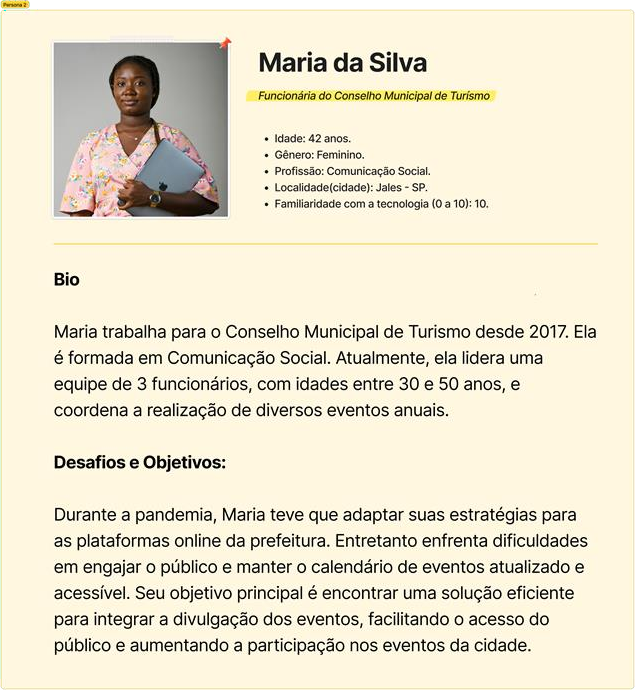 Persona 2
Maria da Silva
Funcionária do Conselho Municipal de Turismo
• Idade: 42 anos.
• Gênero: Feminino.
• Profissão: Comunicação Social.
• Localidade(cidade): Jales - SP.
• Familiaridade com a tecnologia (0 a 10): 10.
Bio
Maria trabalha para o Conselho Municipal de Turismo desde 2017. Ela
é formada em Comunicação Social. Atualmente, ela lidera uma
equipe de 3 funcionários, com idades entre 30 e 50 anos, e
coordena a realização de diversos eventos anuais.
Desafios e Objetivos:
Durante a pandemia, Maria teve que adaptar suas estratégias para
as plataformas online da prefeitura. Entretanto enfrenta dificuldades
em engajar o público e manter o calendário de eventos atualizado e
acessível. Seu objetivo principal é encontrar uma solução eficiente
para integrar a divulgação dos eventos, facilitando o acesso do
público e aumentando a participação nos eventos da cidade.